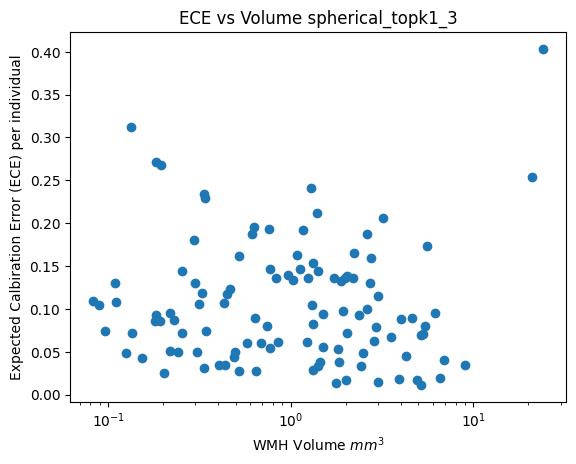 ECE vs Volume spherical_topk1_3
Expected Calbiration Error (ECE) per individual
0.40
0.35
0.30
0.25
0.20
0.15
0.10
0.05
0.00
10⁻¹ 10⁰ 10¹
WMH Volume mm³